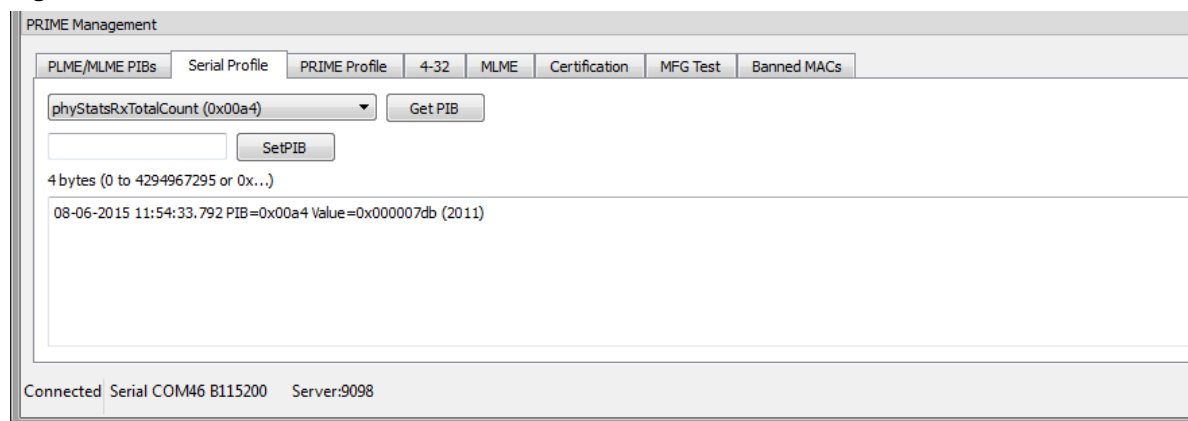 PRIME Management
PLME/MLME PIBs Serial Profile PRIME Profile 4-32 MLME Certification MFG Test Banned MACs
phyStatsRxTotalCount (0x00a4) Get PIB
SetPIB
4 bytes (0 to 4294967295 or 0x...)
08-06-2015 11:54:33.792 PIB=0x00a4 Value=0x000007db (2011)
Connected Serial COM46 B115200 Server:9098